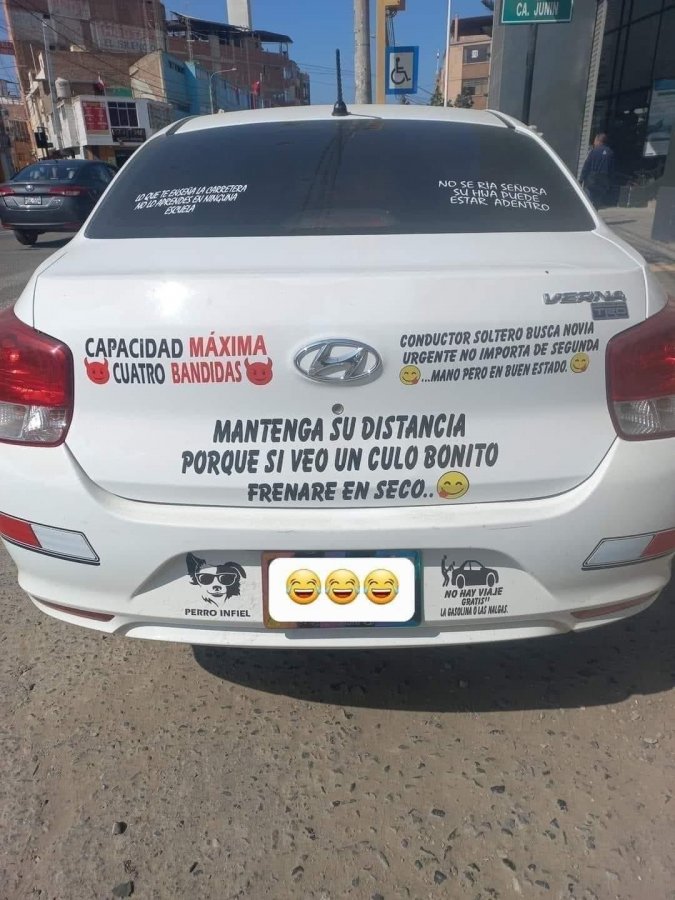 CA. JUNIN
LO QUE TE ENSEÑA LA CARRETERA
NO LO APRENDES EN NINGUNA
ESCUELA
NO SE RIA SEÑORA
SU HIJA PUEDE
ESTAR ADENTRO
VERNA
CAPACIDAD MÁXIMA
😈CUATRO BANDIDAS😈
CONDUCTOR SOLTERO BUSCA NOVIA
URGENTE NO IMPORTA DE SEGUNDA
😋...MANO PERO EN BUEN ESTADO.😋
MANTENGA SU DISTANCIA
PORQUE SI VEO UN CULO BONITO
FRENARE EN SECO..😋
PERRO INFIEL
😂😂😂
NO HAY VIAJE
GRATIS!!
LA GASOLINA O LAS NALGAS.